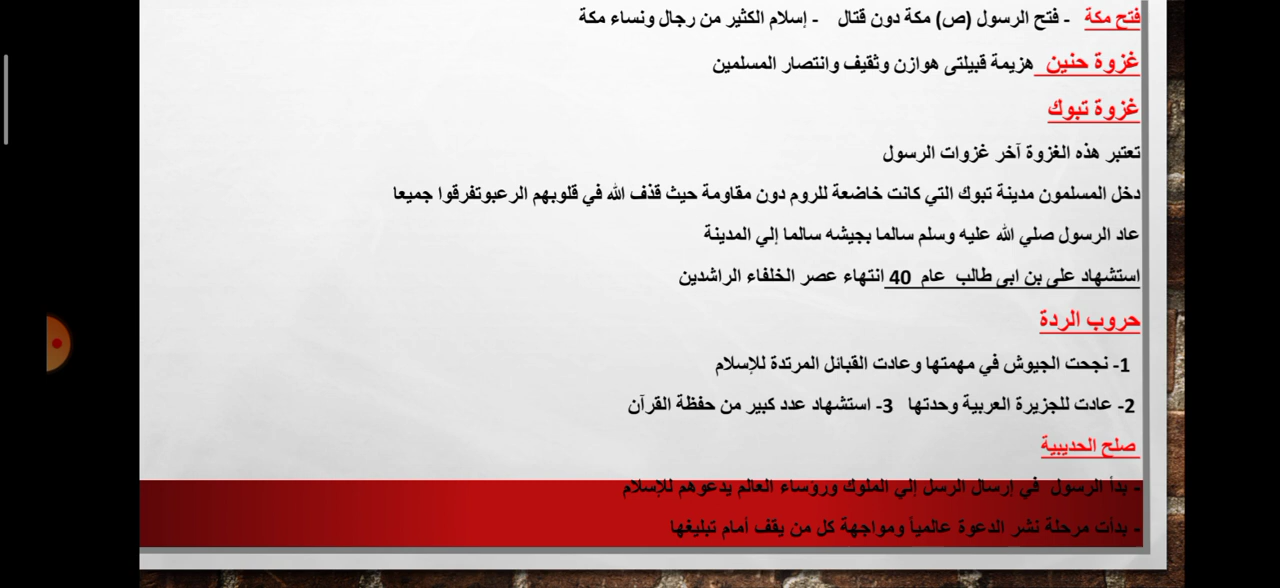 فتح مكة - فتح الرسول (ص) مكة دون قتال - إسلام الكثير من رجال ونساء مكة
غزوة حنين هزيمة قبيلتى هوازن وثقيف وانتصار المسلمين
غزوة تبوك
تعتبر هذه الغزوة آخر غزوات الرسول
دخل المسلمون مدينة تبوك التي كانت خاضعة للروم دون مقاومة حيث قذف الله في قلوبهم الرعبوتفرقوا جميعا
عاد الرسول صلي الله عليه وسلم سالما بجيشه سالما إلي المدينة
استشهاد على بن ابى طالب عام 40 انتهاء عصر الخلفاء الراشدين
حروب الردة
1- نجحت الجيوش في مهمتها وعادت القبائل المرتدة للإسلام
2- عادت للجزيرة العربية وحدتها 3- استشهاد عدد كبير من حفظة القرآن
صلح الحديبية
- بدأ الرسول في إرسال الرسل إلي الملوك ورؤساء العالم يدعوهم للإسلام
- بدأت مرحلة نشر الدعوة عالمياً ومواجهة كل من يقف أمام تبليغها